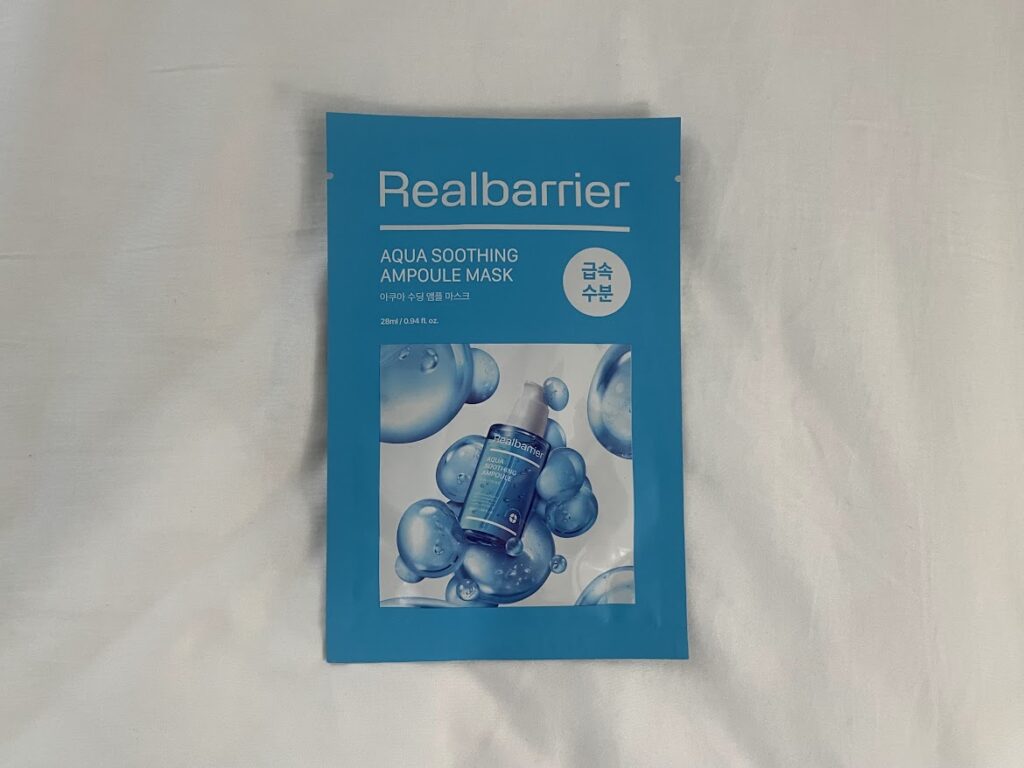 Realbarrier
AQUA SOOTHING
AMPOULE MASK
아쿠아 수딩 앰플 마스크
28ml / 0.94 fl. oz.
급속
수분
Realbarrier
AQUA
SOOTHING
AMPOULE